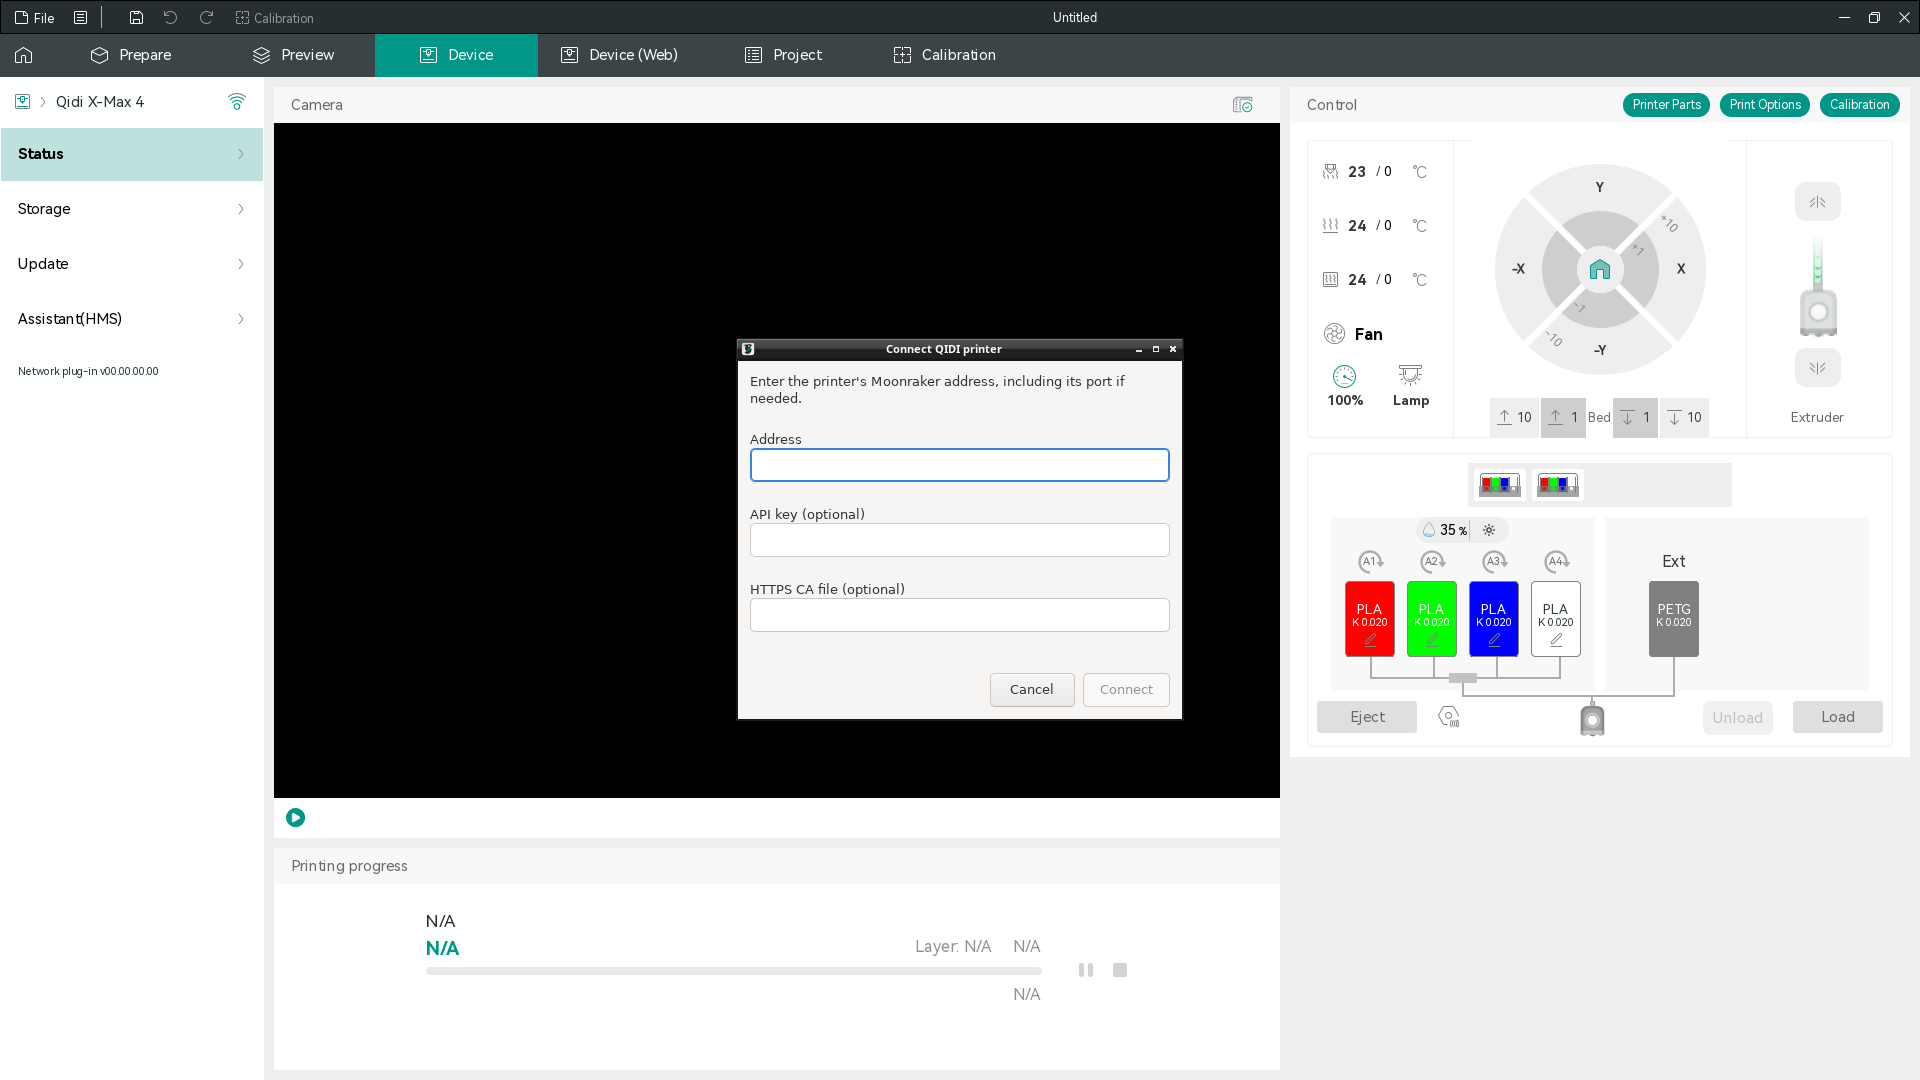 File
Calibration
Untitled
Prepare
Preview
Device
Device (Web)
Project
Calibration
Qidi X-Max 4
Status
Storage
Update
Assistant(HMS)
Network plug-in v00.00.00.00
Camera
Connect QIDI printer
Enter the printer's Moonraker address, including its port if
needed.
Address
API key (optional)
HTTPS CA file (optional)
Cancel
Connect
Printing progress
N/A
N/A
Layer: N/A
N/A
N/A
Control
Printer Parts
Print Options
Calibration
23 / 0 °C
24 / 0 °C
24 / 0 °C
Fan
100%
Lamp
Y
+10
+1
-X
X
-1
-10
-Y
10
1
Bed
1
10
Extruder
35 %
A1
A2
A3
A4
Ext
PLA
K 0.020
PLA
K 0.020
PLA
K 0.020
PLA
K 0.020
PETG
K 0.020
Eject
Unload
Load